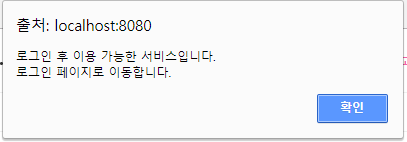 출처: localhost:8080
로그인 후 이용 가능한 서비스입니다.
로그인 페이지로 이동합니다.
확인